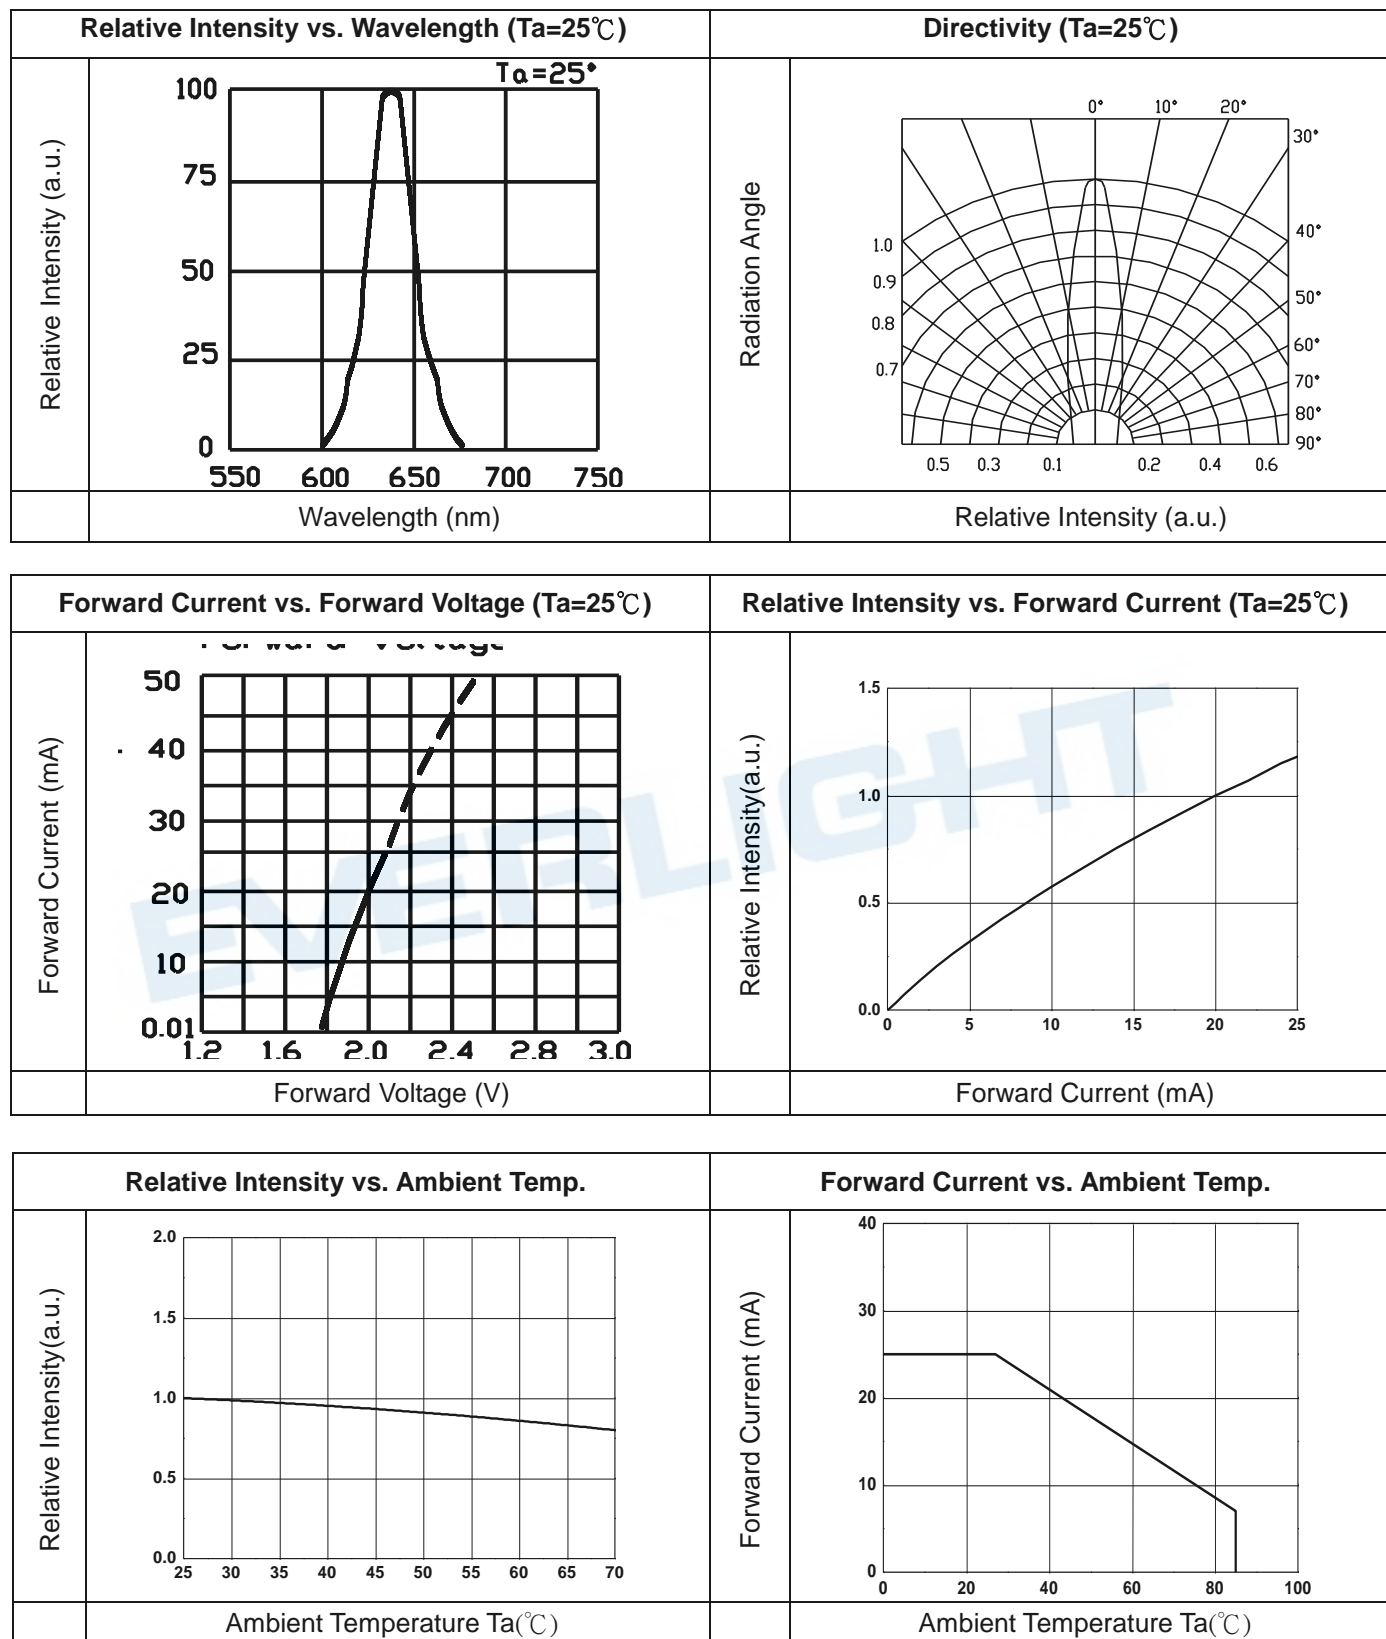 Relative Intensity vs. Wavelength (Ta=25℃)
Relative Intensity (a.u.)
Ta=25°
100
75
50
25
0
550 600 650 700 750
Wavelength (nm)
Directivity (Ta=25℃)
Radiation Angle
0° 10° 20°
30°
40°
50°
60°
70°
80°
90°
1.0
0.9
0.8
0.7
0.5 0.3 0.1 0.2 0.4 0.6
Relative Intensity (a.u.)
Forward Current vs. Forward Voltage (Ta=25℃)
Forward Current (mA)
50
40
30
20
10
0.01
1.2 1.6 2.0 2.4 2.8 3.0
Forward Voltage (V)
Relative Intensity vs. Forward Current (Ta=25℃)
Relative Intensity(a.u.)
1.5
1.0
0.5
0.0
0 5 10 15 20 25
Forward Current (mA)
EVERLIGHT
Relative Intensity vs. Ambient Temp.
Relative Intensity(a.u.)
2.0
1.5
1.0
0.5
0.0
25 30 35 40 45 50 55 60 65 70
Ambient Temperature Ta(℃)
Forward Current vs. Ambient Temp.
Forward Current (mA)
40
30
20
10
0
0 20 40 60 80 100
Ambient Temperature Ta(℃)